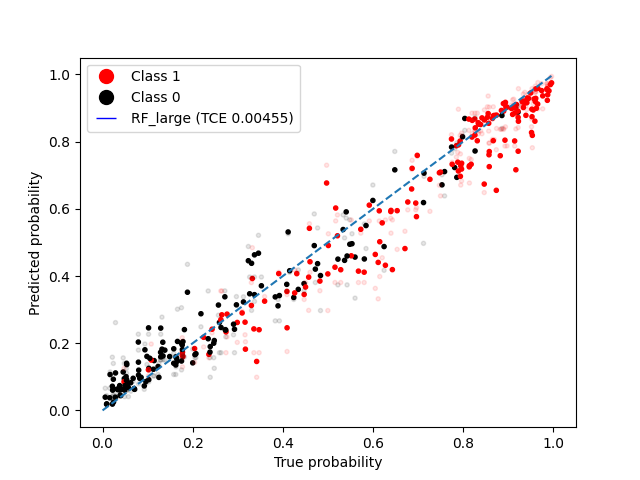 1.0
0.8
0.6
0.4
0.2
0.0
Predicted probability
Class 1
Class 0
RF_large (TCE 0.00455)
0.0 0.2 0.4 0.6 0.8 1.0
True probability